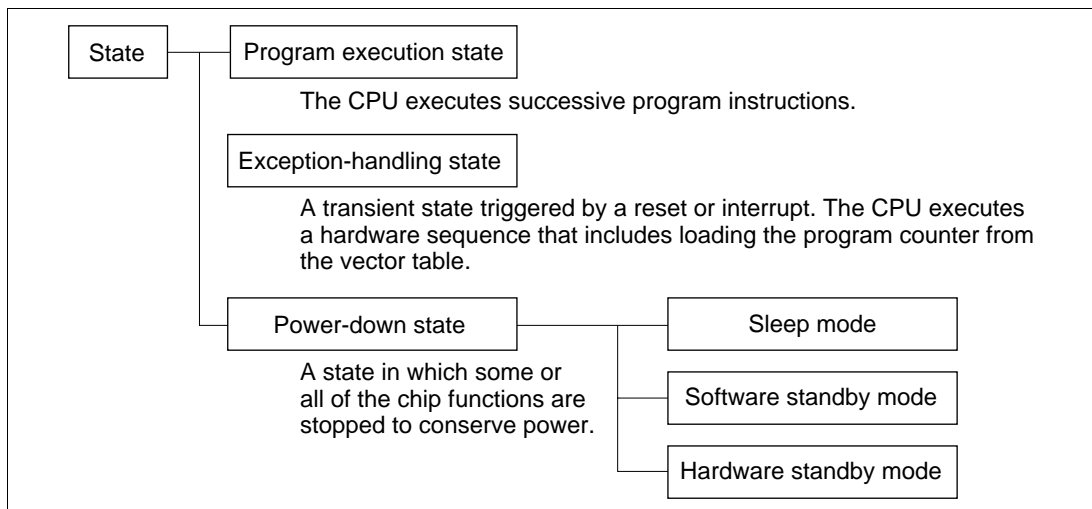 State
Program execution state
The CPU executes successive program instructions.
Exception-handling state
A transient state triggered by a reset or interrupt. The CPU executes
a hardware sequence that includes loading the program counter from
the vector table.
Power-down state
A state in which some or
all of the chip functions are
stopped to conserve power.
Sleep mode
Software standby mode
Hardware standby mode